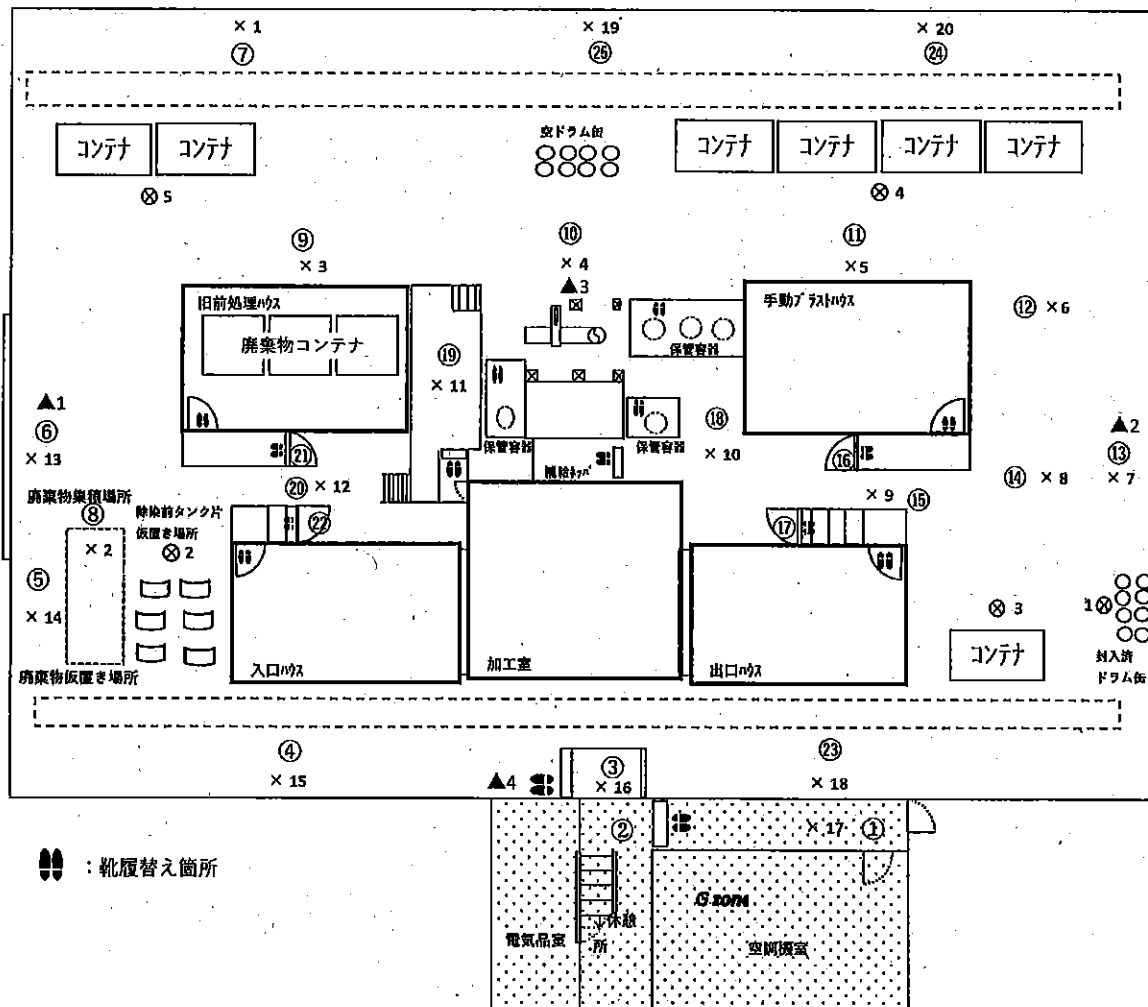 × 1
× 19
× 20
⑦
㉕
㉔
コンテナ
コンテナ
空ドラム缶
コンテナ
コンテナ
コンテナ
コンテナ
⊗ 5
⊗ 4
⑨
⑩
⑪
× 3
× 4
× 5
▲3
旧前処理ハウス
手動ブラストハウス
⑫ × 6
廃棄物コンテナ
保管容器
⑲
× 11
▲1
⑱
▲2
⑥
保管容器
保管容器
⑬
× 13
㉑
× 10
⑯
⑭ × 8
× 7
⑳ × 12
× 9
⑮
廃棄物集積場所
⑧
除染前タンク片
仮置き場所
㉒
⑰
× 2
⊗ 2
⑤
⊗ 3
1⊗
× 14
コンテナ
封入済
ドラム缶
廃棄物仮置き場所
入口ハウス
加工室
出口ハウス
④
③
㉓
× 15
▲4
× 16
× 18
②
× 17
①
：靴履替え箇所
G zone
休憩
所
電気品室
空調機室